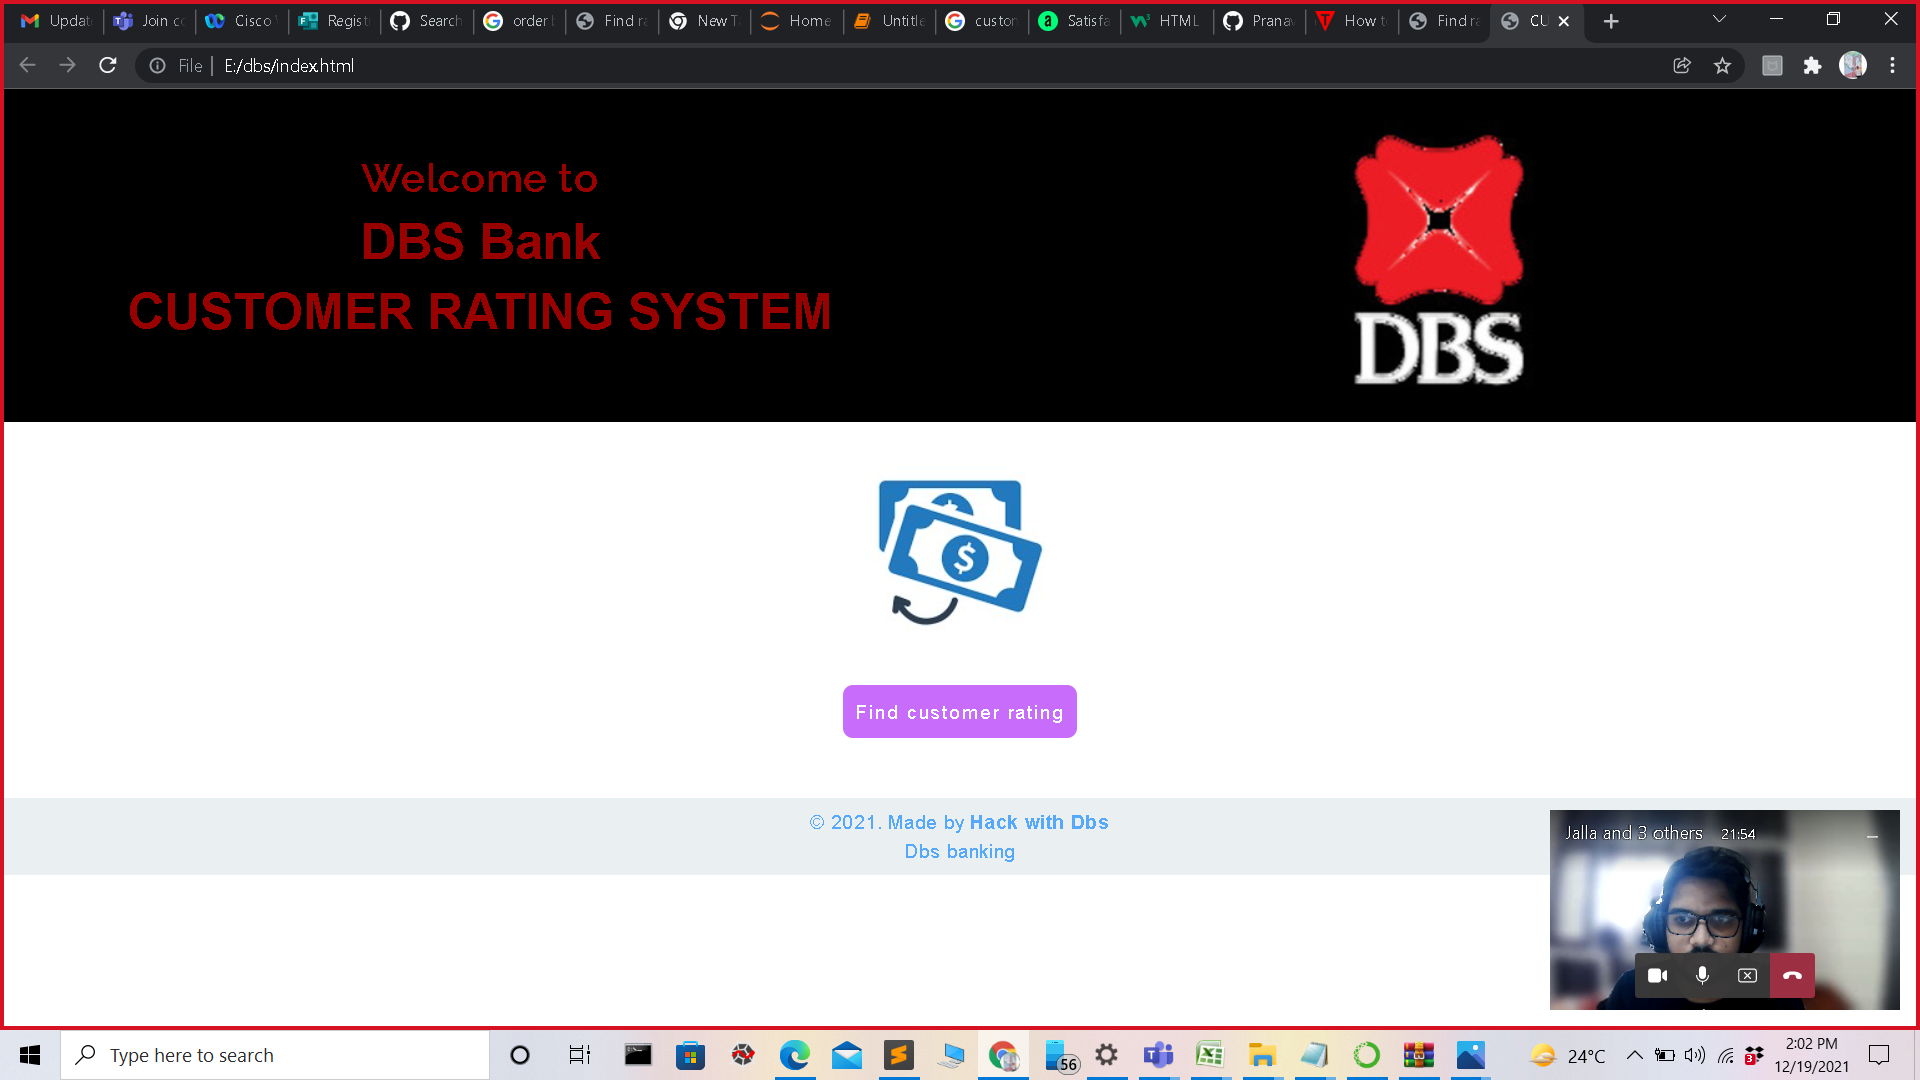 Updat
Join co
Cisco
Regist
Search
order
Find ra
New T
Home
Untitle
custon
Satisfa
HTML
Pranav
How t
Find ra
CU
File
E:/dbs/index.html
Welcome to
DBS Bank
CUSTOMER RATING SYSTEM
DBS
$
Find customer rating
© 2021. Made by Hack with Dbs
Dbs banking
Jalla and 3 others 21:54
Type here to search
56
24°C
3
2:02 PM
12/19/2021